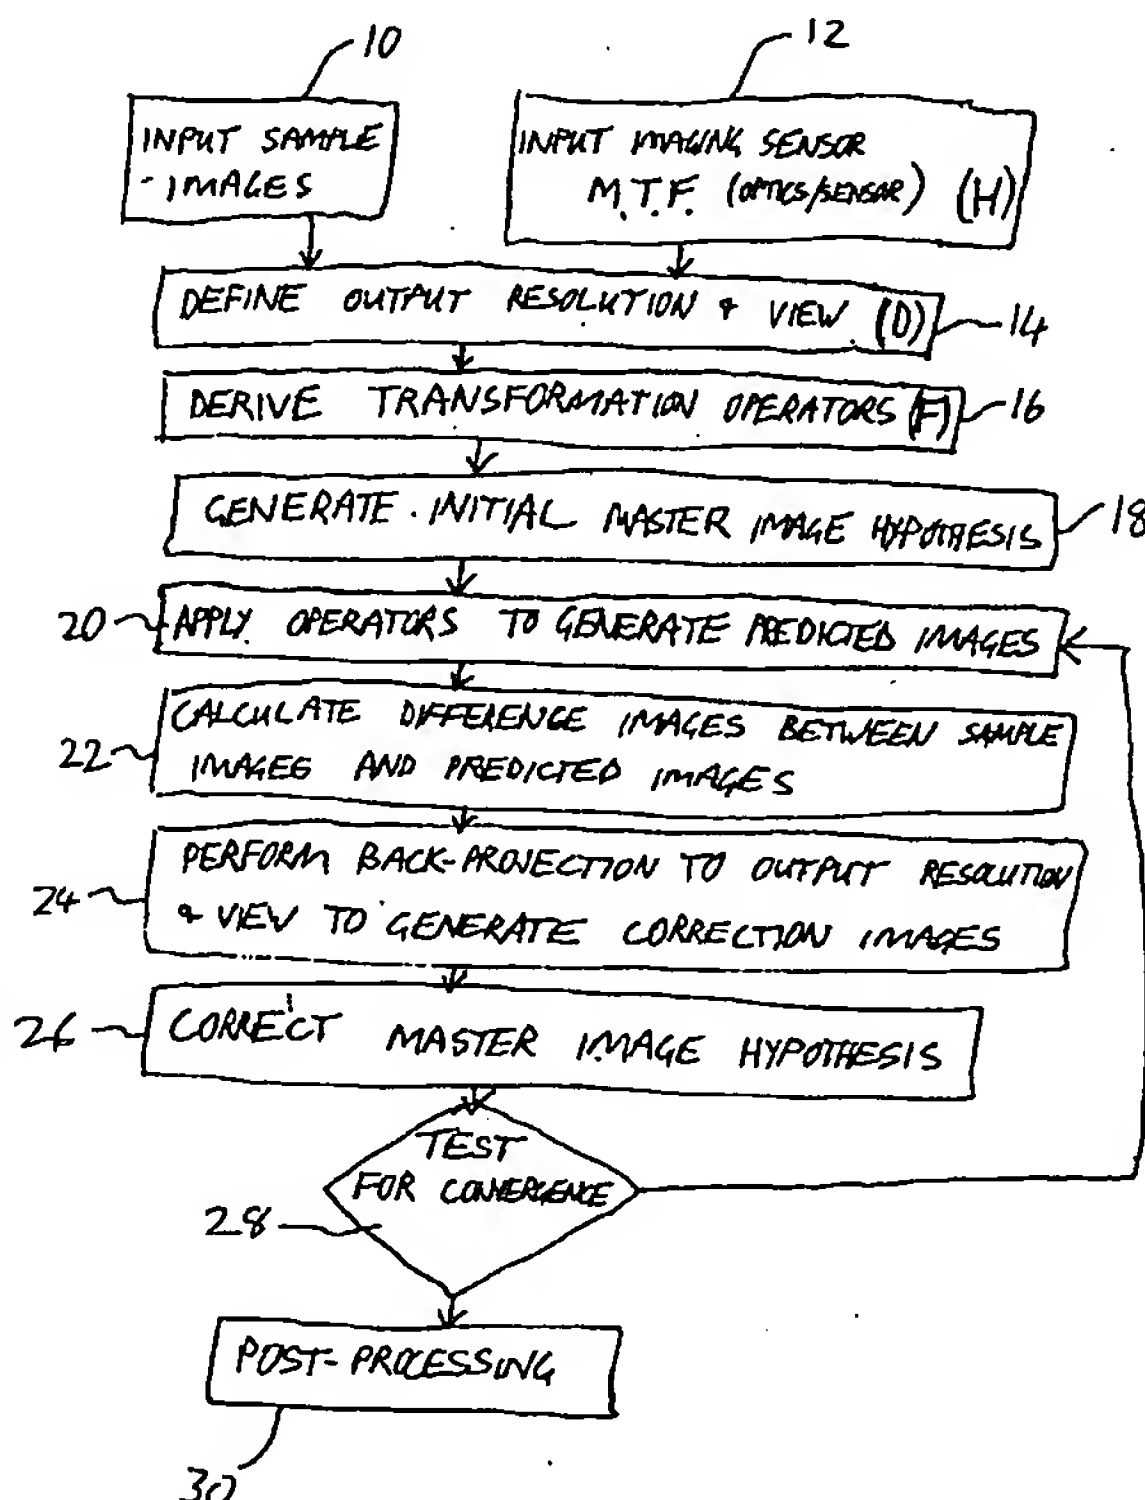 10
12
INPUT SAMPLE
- IMAGES
INPUT IMAGING SENSOR
M.T.F. (OPTICS/SENSOR) (H)
DEFINE OUTPUT RESOLUTION & VIEW (D)
14
DERIVE TRANSFORMATION OPERATORS (F)
16
GENERATE INITIAL MASTER IMAGE HYPOTHESIS
18
20
APPLY OPERATORS TO GENERATE PREDICTED IMAGES
CALCULATE DIFFERENCE IMAGES BETWEEN SAMPLE
22
IMAGES AND PREDICTED IMAGES
PERFORM BACK-PROJECTION TO OUTPUT RESOLUTION
24
& VIEW TO GENERATE CORRECTION IMAGES
26
CORRECT MASTER IMAGE HYPOTHESIS
TEST
FOR CONVERGENCE
28
POST-PROCESSING
30